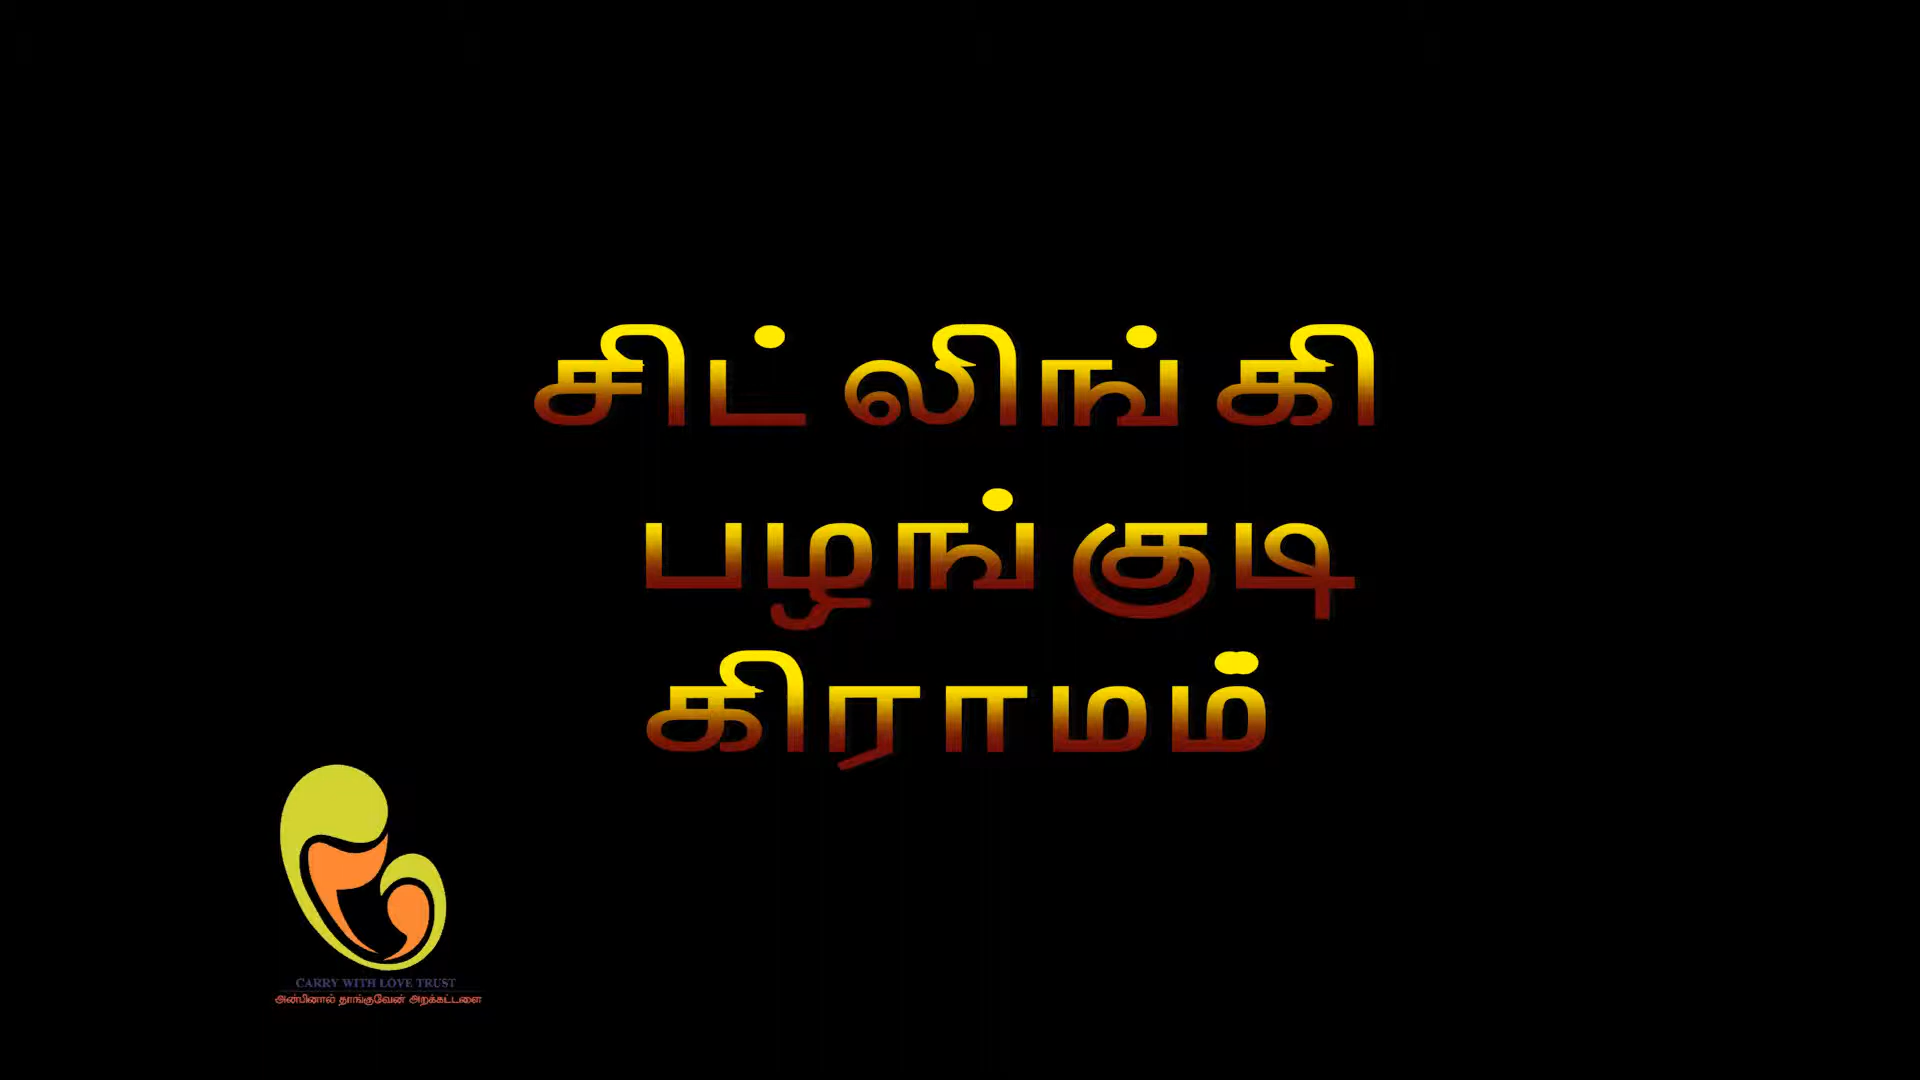 சிட்லிங்கி
பழங்குடி
கிராமம்
CARRY WITH LOVE TRUST
அன்பினால் தாங்குவேன் அறக்கட்டளை